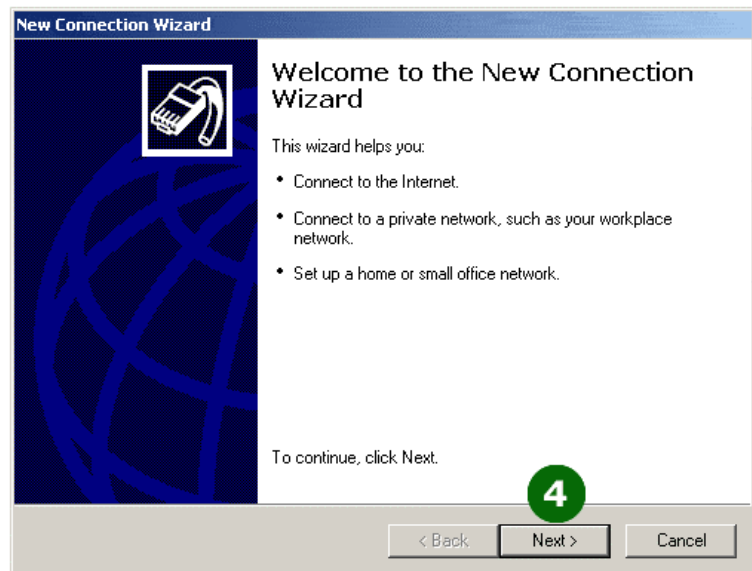 New Connection Wizard
Welcome to the New Connection
Wizard
This wizard helps you:
• Connect to the Internet.
• Connect to a private network, such as your workplace
network.
• Set up a home or small office network.
To continue, click Next.
4
< Back Next > Cancel